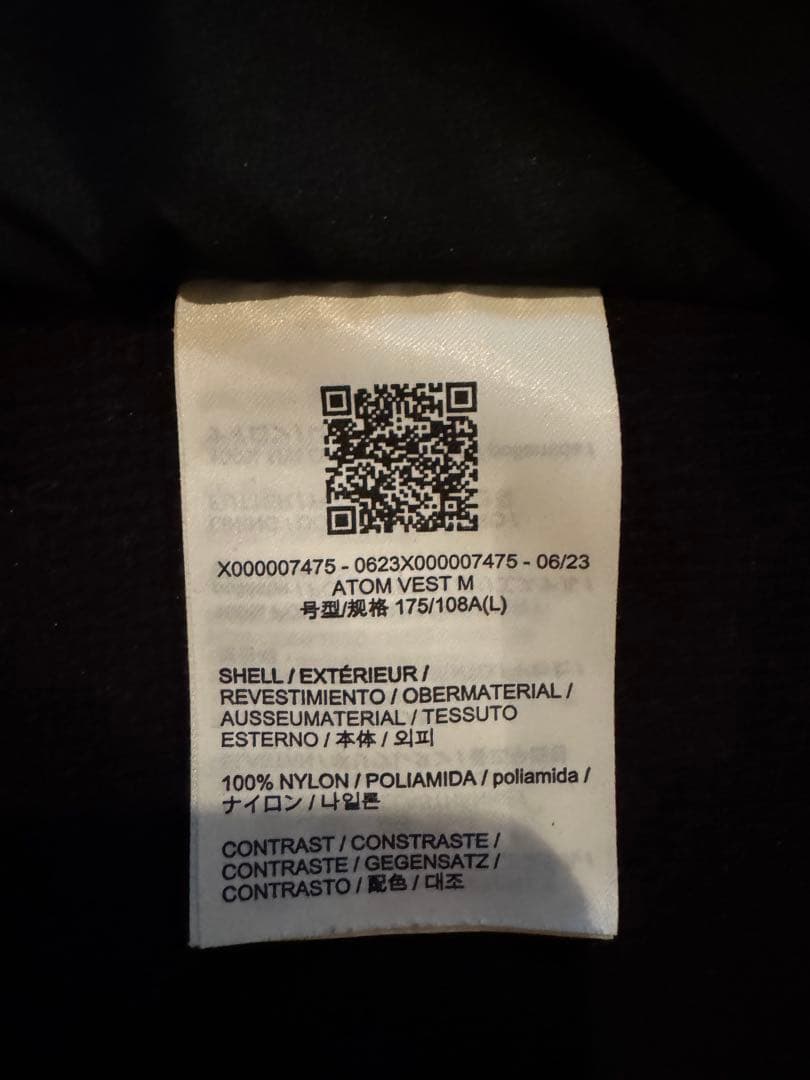 X000007475 - 0623X000007475 - 06/23
ATOM VEST M
号型/规格 175/108A(L)
SHELL / EXTÉRIEUR /
REVESTIMIENTO / OBERMATERIAL /
AUSSEUMATERIAL / TESSUTO
ESTERNO / 本体 / 외피
100% NYLON / POLIAMIDA / poliamida /
ナイロン / 나일론
CONTRAST / CONSTRASTE /
CONTRASTE / GEGENSATZ /
CONTRASTO / 配色 / 대조